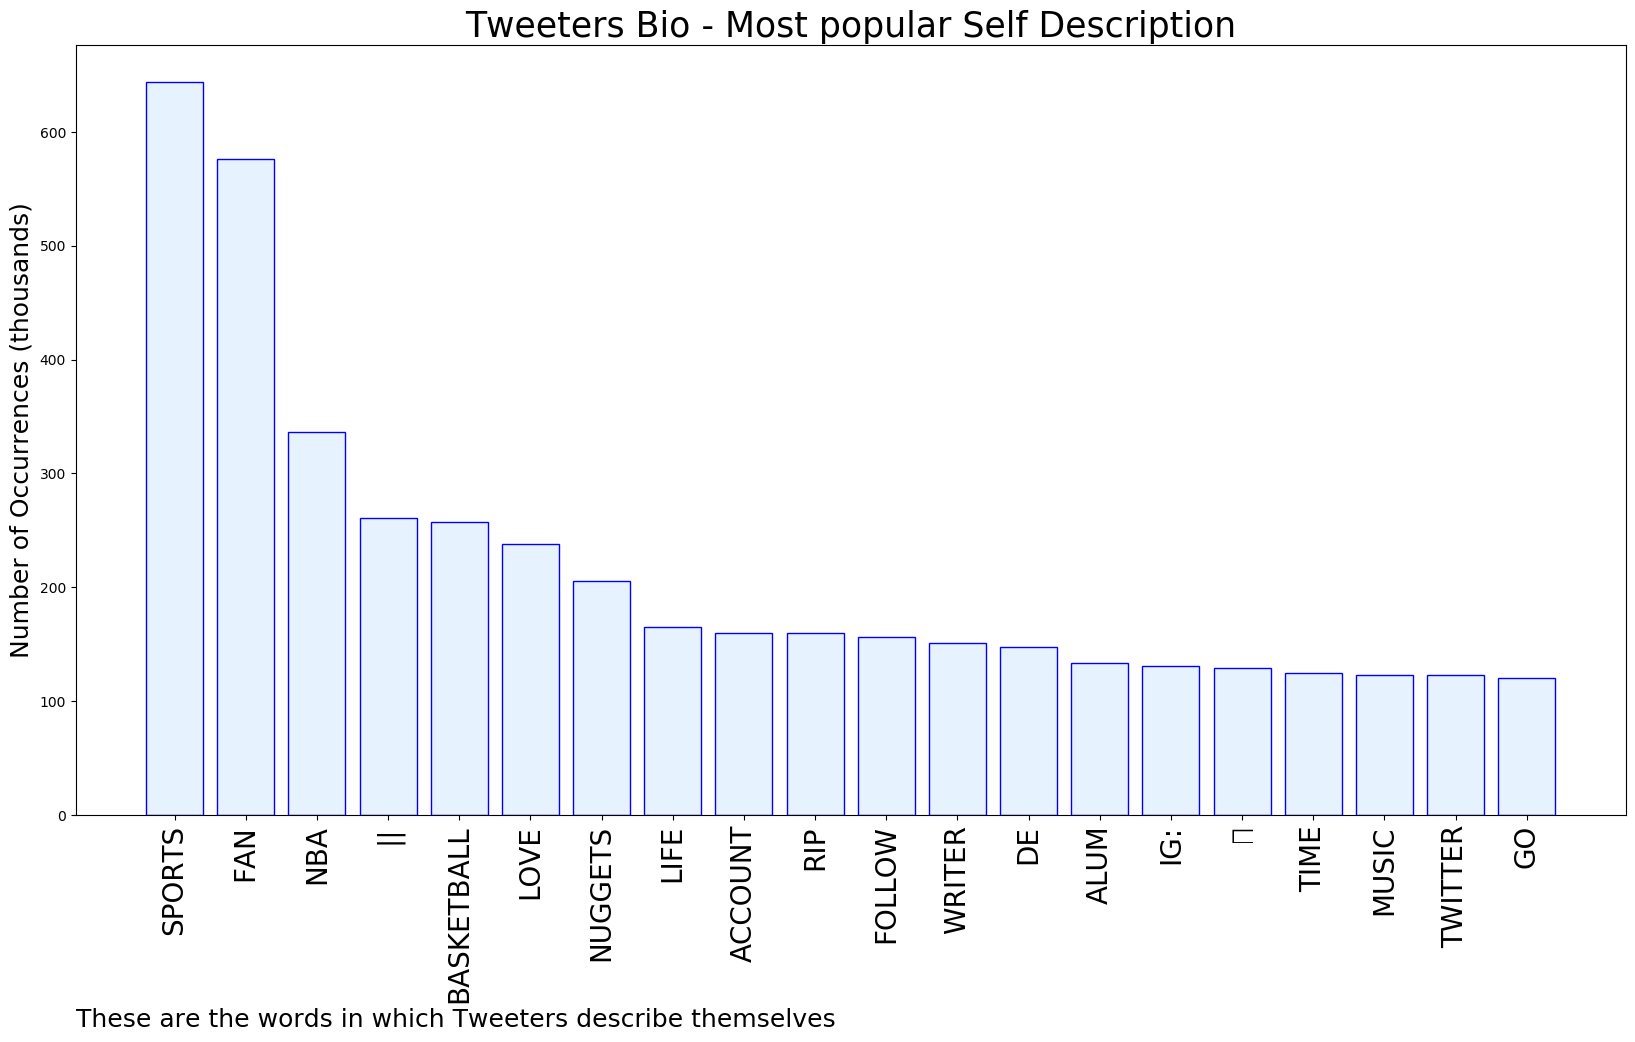 Tweeters Bio - Most popular Self Description
Number of Occurrences (thousands)
600
500
400
300
200
100
0
SPORTS
FAN
NBA
||
BASKETBALL
LOVE
NUGGETS
LIFE
ACCOUNT
RIP
FOLLOW
WRITER
DE
ALUM
IG:
TIME
MUSIC
TWITTER
GO
These are the words in which Tweeters describe themselves